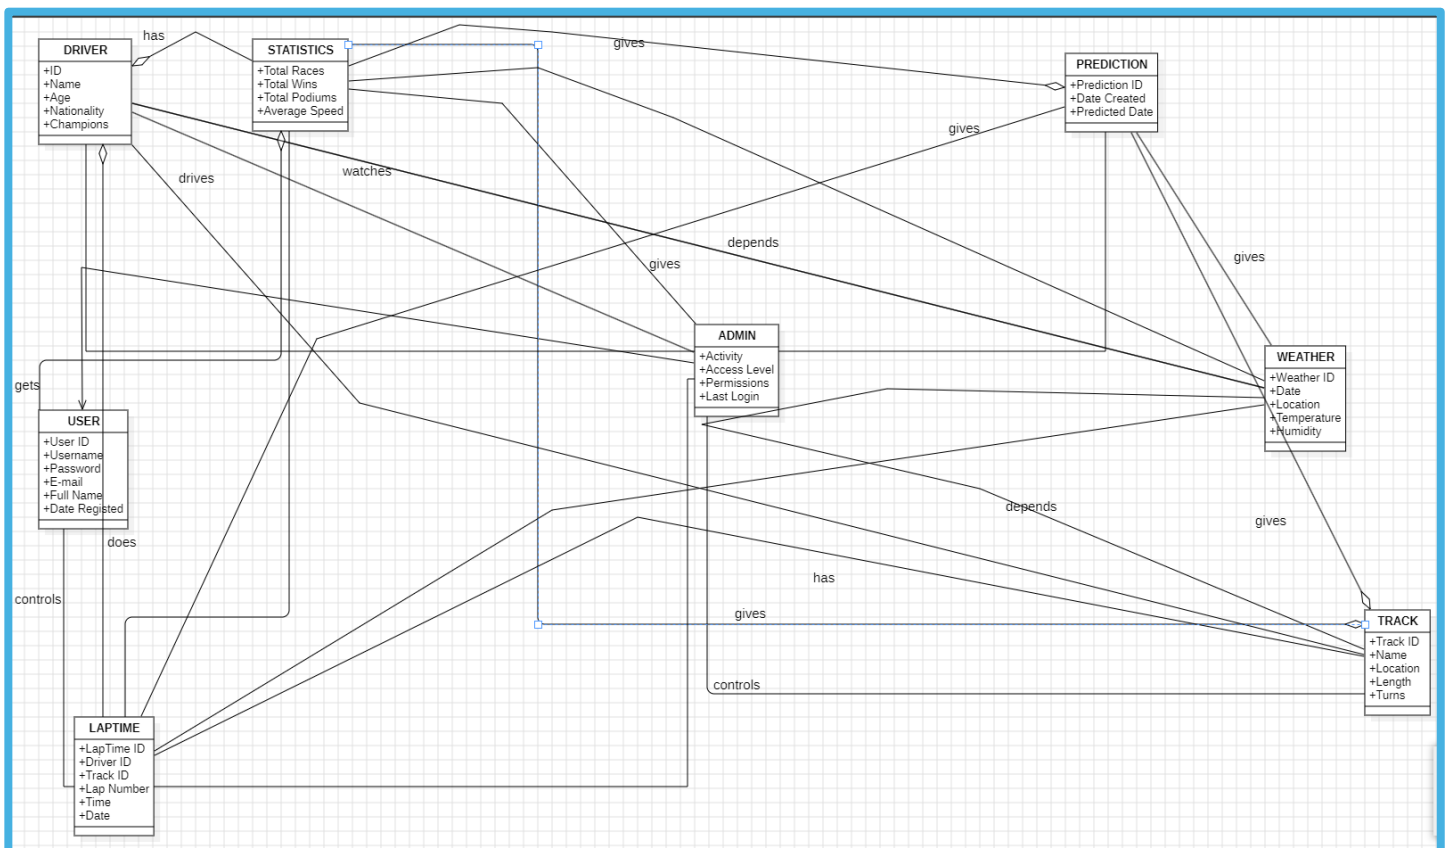 has
DRIVER
+ID
+Name
+Age
+Nationality
+Champions
STATISTICS
+Total Races
+Total Wins
+Total Podiums
+Average Speed
gives
PREDICTION
+Prediction ID
+Date Created
+Predicted Date
gives
watches
drives
depends
gives
gives
ADMIN
+Activity
+Access Level
+Permissions
+Last Login
WEATHER
+Weather ID
+Date
+Location
+Temperature
+Humidity
gets
USER
+User ID
+Username
+Password
+E-mail
+Full Name
+Date Registed
depends
gives
does
has
controls
gives
TRACK
+Track ID
+Name
+Location
+Length
+Turns
controls
LAPTIME
+LapTime ID
+Driver ID
+Track ID
+Lap Number
+Time
+Date